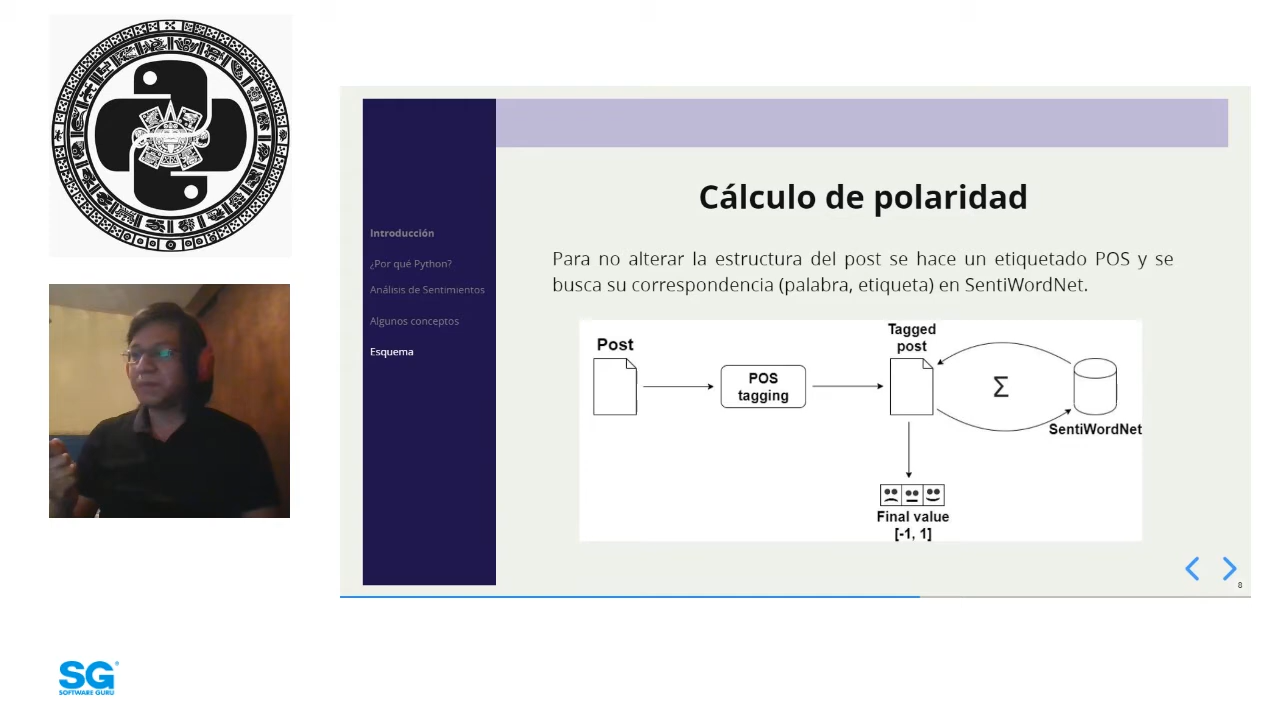 Introducción
¿Por qué Python?
Análisis de Sentimientos
Algunos conceptos
Esquema
Cálculo de polaridad
Para no alterar la estructura del post se hace un etiquetado POS y se
busca su correspondencia (palabra, etiqueta) en SentiWordNet.
Post
POS
tagging
Tagged
post
Σ
SentiWordNet
Final value
[-1, 1]
8
SG
SOFTWARE GURU